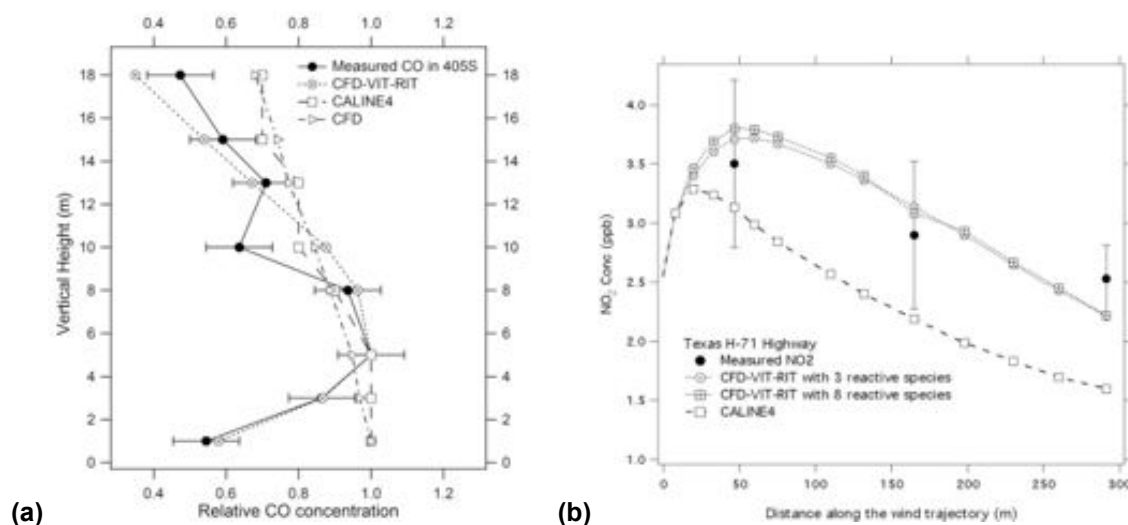 0.4 0.6 0.8 1.0 1.2
Measured CO in 405S
CFD-VIT-RIT
CALINE4
CFD
Vertical Height (m)
18 18
16 16
14 14
12 12
10 10
8 8
6 6
4 4
2 2
0 0
0.4 0.6 0.8 1.0 1.2
Relative CO concentration
(a)
NO2 Conc (ppb)
4.0
3.5
3.0
2.5
2.0
1.5
1.0
Texas H-71 Highway
Measured NO2
CFD-VIT-RIT with 3 reactive species
CFD-VIT-RIT with 8 reactive species
CALINE4
0 50 100 150 200 250 300
Distance along the wind trajectory (m)
(b)